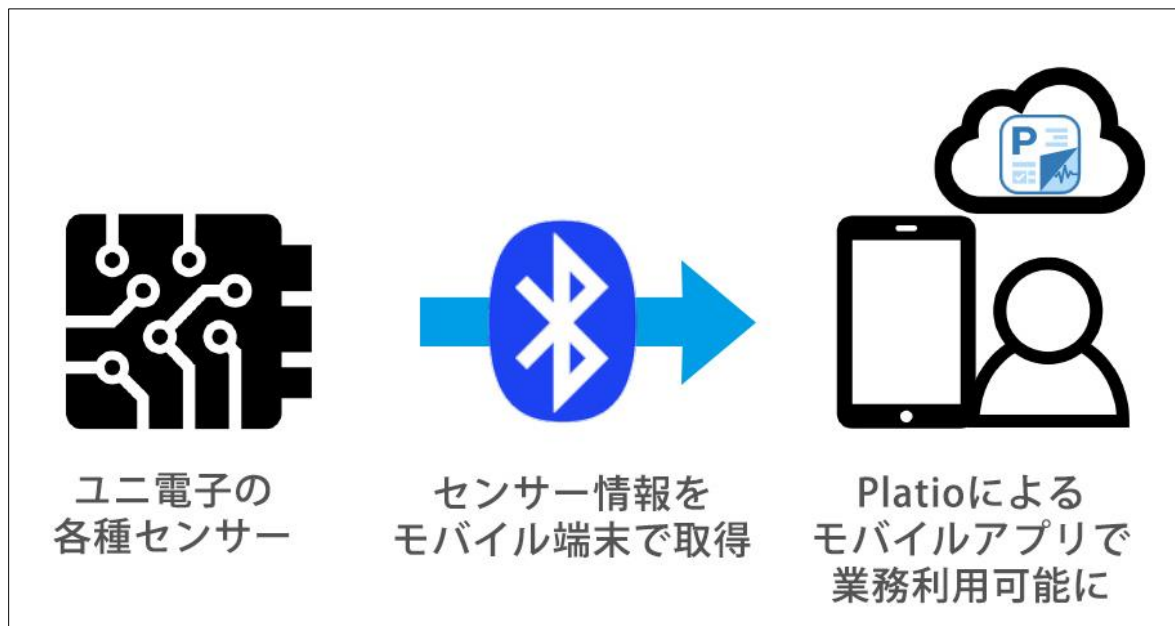 P
ユニ電子の
各種センサー
センサー情報を
モバイル端末で取得
Platioによる
モバイルアプリで
業務利用可能に